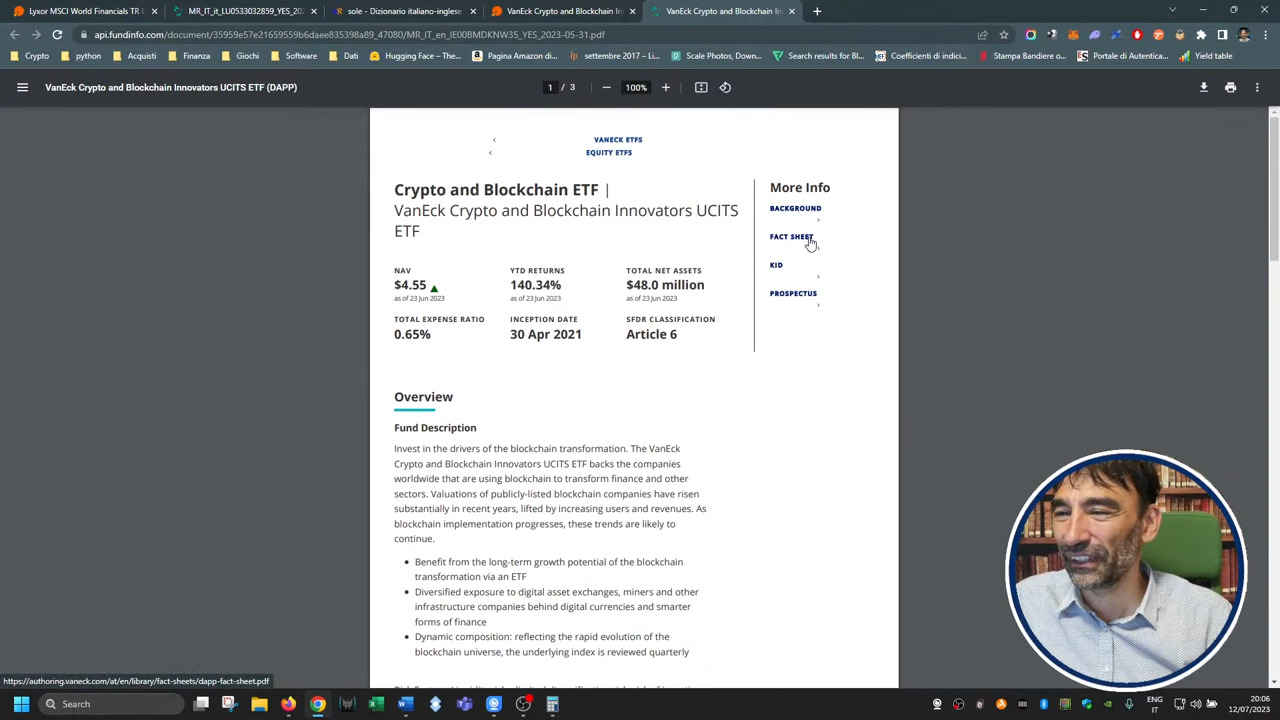 Lyxor MSCI World Financials TR U
MR_IT_it_LU0533032859_YES_202
sole - Dizionario italiano-inglese
VanEck Crypto and Blockchain In
VanEck Crypto and Blockchain In
api.fundinfo.com/document/35959e57e21659559b6daee835398a89_47080/MR_IT_en_IE00BMDKNW35_YES_2023-05-31.pdf
Crypto
python
Acquisti
Finanza
Giochi
Software
Dati
Hugging Face – The...
Pagina Amazon di...
settembre 2017 – I...
Scale Photos, Down...
Search results for Bl...
Coefficienti di indici...
Stampa Bandiere o...
Portale di Autentica...
Yield table
VanEck Crypto and Blockchain Innovators UCITS ETF (DAPP)
1 / 3
100%
VANECK ETFS
EQUITY ETFS
Crypto and Blockchain ETF |
VanEck Crypto and Blockchain Innovators UCITS
ETF
NAV
$4.55
as of 23 Jun 2023
YTD RETURNS
140.34%
as of 23 Jun 2023
TOTAL NET ASSETS
$48.0 million
as of 23 Jun 2023
TOTAL EXPENSE RATIO
0.65%
INCEPTION DATE
30 Apr 2021
SFDR CLASSIFICATION
Article 6
More Info
BACKGROUND
FACT SHEET
KID
PROSPECTUS
Overview
Fund Description
Invest in the drivers of the blockchain transformation. The VanEck
Crypto and Blockchain Innovators UCITS ETF backs the companies
worldwide that are using blockchain to transform finance and other
sectors. Valuations of publicly-listed blockchain companies have risen
substantially in recent years, lifted by increasing users and revenues. As
blockchain implementation progresses, these trends are likely to
continue.
Benefit from the long-term growth potential of the blockchain
transformation via an ETF
Diversified exposure to digital asset exchanges, miners and other
infrastructure companies behind digital currencies and smarter
forms of finance
Dynamic composition: reflecting the rapid evolution of the
blockchain universe, the underlying index is reviewed quarterly
https://authoring.vaneck.com/at/en/library/fact-sheets/dapp-fact-sheet.pdf
Search
ENG
IT
20:06
12/07/2023